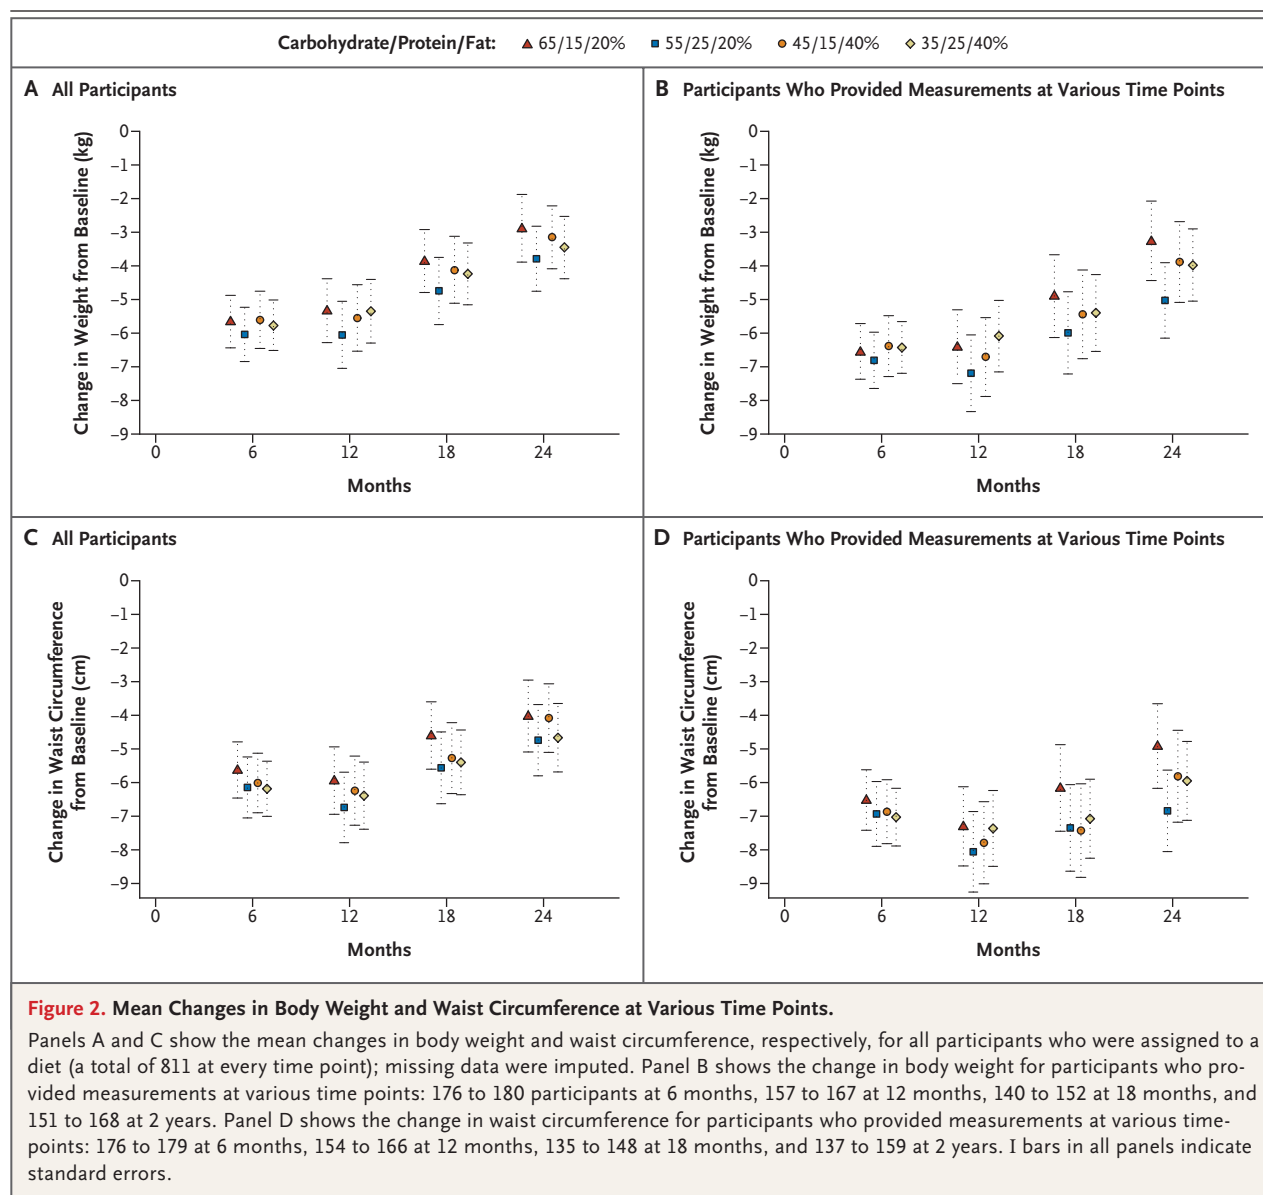 Carbohydrate/Protein/Fat: 65/15/20% 55/25/20% 45/15/40% 35/25/40%
A All Participants
Change in Weight from Baseline (kg)
0
–1
–2
–3
–4
–5
–6
–7
–8
–9
0 6 12 18 24
Months
B Participants Who Provided Measurements at Various Time Points
Change in Weight from Baseline (kg)
0
–1
–2
–3
–4
–5
–6
–7
–8
–9
0 6 12 18 24
Months
C All Participants
Change in Waist Circumference
from Baseline (cm)
0
–1
–2
–3
–4
–5
–6
–7
–8
–9
0 6 12 18 24
Months
D Participants Who Provided Measurements at Various Time Points
Change in Waist Circumference
from Baseline (cm)
0
–1
–2
–3
–4
–5
–6
–7
–8
–9
0 6 12 18 24
Months
Figure 2. Mean Changes in Body Weight and Waist Circumference at Various Time Points.
Panels A and C show the mean changes in body weight and waist circumference, respectively, for all participants who were assigned to a
diet (a total of 811 at every time point); missing data were imputed. Panel B shows the change in body weight for participants who pro-
vided measurements at various time points: 176 to 180 participants at 6 months, 157 to 167 at 12 months, 140 to 152 at 18 months, and
151 to 168 at 2 years. Panel D shows the change in waist circumference for participants who provided measurements at various time-
points: 176 to 179 at 6 months, 154 to 166 at 12 months, 135 to 148 at 18 months, and 137 to 159 at 2 years. I bars in all panels indicate
standard errors.